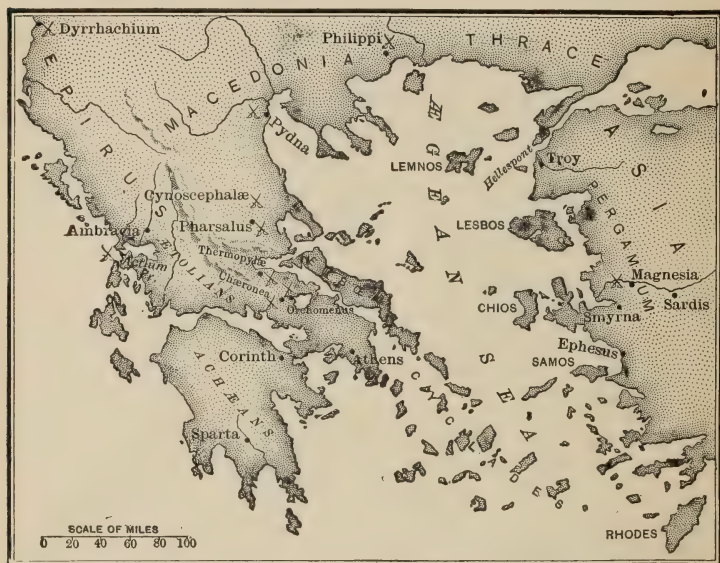 Dyrrhachium
Philippi
THRACE
MACEDONIA
EPIRUS
Pydna
ÆGEAN SEA
LEMNOS
Hellespont
Troy
ASIA
PERGAMUM
Cynoscephalæ
Pharsalus
Ambracia
Actium
ÆTOLIANS
Thermopylæ
Chæronea
Orchomenus
LESBOS
Magnesia
Sardis
Smyrna
CHIOS
Ephesus
SAMOS
Corinth
Athens
ACHÆANS
Sparta
CYCLADES
RHODES
SCALE OF MILES
0 20 40 60 80 100